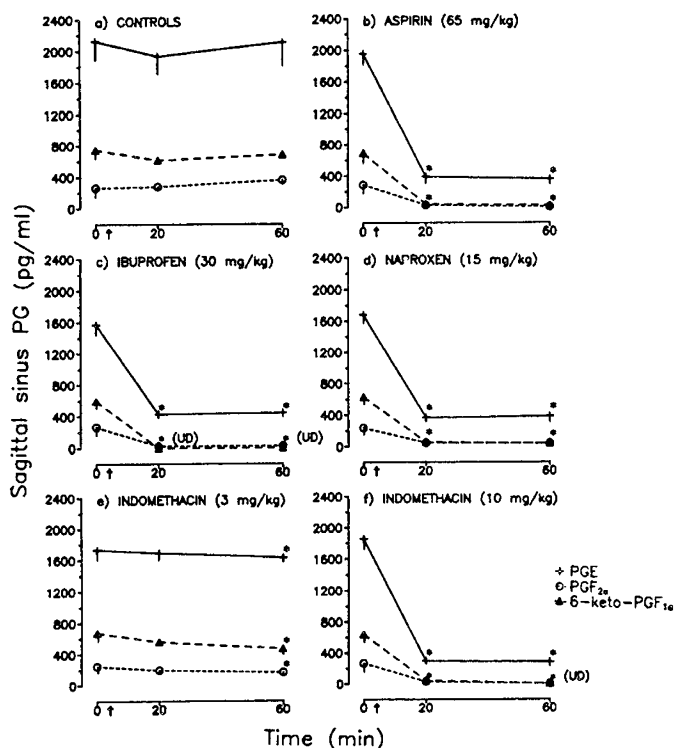 a) CONTROLS
b) ASPIRIN (65 mg/kg)
2400
2000
1600
1200
800
400
0
0 ↑ 20 60
2400
2000
1600
1200
800
400
0
* *
* *
0 ↑ 20 60
c) IBUPROFEN (30 mg/kg)
d) NAPROXEN (15 mg/kg)
2400
2000
1600
1200
800
400
0
* *
* (UD) * (UD)
0 ↑ 20 60
2400
2000
1600
1200
800
400
0
* *
* *
0 ↑ 20 60
e) INDOMETHACIN (3 mg/kg)
f) INDOMETHACIN (10 mg/kg)
2400
2000
1600
1200
800
400
0
*
*
*
0 ↑ 20 60
2400
2000
1600
1200
800
400
0
* *
* * (UD)
0 ↑ 20 60
PGE
PGF2α
6-keto-PGF1α
Sagittal sinus PG (pg/ml)
Time (min)